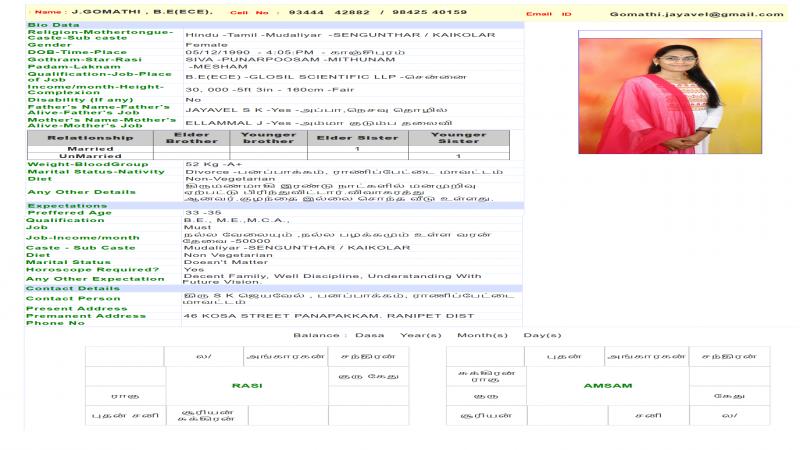 Name : J.GOMATHI , B.E(ECE). Cell No : 93444 42882 / 98425 40159 Email ID Gomathi.jayavel@gmail.com
Bio Data
Religion-Mothertongue-Caste-Sub caste Hindu -Tamil -Mudaliyar -SENGUNTHAR / KAIKOLAR
Gender Female
DOB-Time-Place 05/12/1990 - 4:05:PM - காஞ்சிபுரம்
Gothram-Star-Rasi SIVA -PUNARPOOSAM -MITHUNAM
Padam-Laknam -MESHAM
Qualification-Job-Place of Job B.E(ECE) -GLOSIL SCIENTIFIC LLP -சென்னை
Income/month-Height-Complexion 30, 000 -5ft 3in - 160cm -Fair
Disability (If any) No
Father's Name-Father's Alive-Father's Job JAYAVEL S K -Yes -அப்பா,நெசவு தொழில்
Mother's Name-Mother's Alive-Mother's Job ELLAMMAL J -Yes -அம்மா குடும்ப தலைவி
Relationship Elder Brother Younger brother Elder Sister Younger Sister
Married 1
UnMarried 1
Weight-BloodGroup 52 Kg -A+
Marital Status-Nativity Divorce -பனப்பாக்கம், ராணிப்பேட்டை மாவட்டம்
Diet Non-Vegetarian
Any Other Details திருமணமாகி இரண்டு நாட்களில் மனமுறிவு
ஏற்பட்டு பிரிந்துவிட்டார்.விவாகரத்து
ஆனவர்.குழந்தை இல்லை சொந்த வீடு உள்ளது.
Expectations
Preffered Age 33 -35
Qualification B.E., M.E.,M.C.A.,
Job Must
Job-Income/month நல்ல வேலையும் ,நல்ல பழக்கமும் உள்ள வரன்
தேவை -50000
Caste - Sub Caste Mudaliyar -SENGUNTHAR / KAIKOLAR
Diet Non Vegetarian
Marital Status Doesn't Matter
Horoscope Required? Yes
Any Other Expectation Decent Family, Well Discipline, Understanding With
Future Vision.
Contact Details
Contact Person திரு S K ஜெயவேல் , பனப்பாக்கம், ராணிப்பேட்டை
மாவட்டம்
Present Address
Premanent Address 46 KOSA STREET PANAPAKKAM. RANIPET DIST
Phone No
Balance : Dasa Year(s) Month(s) Day(s)
ல/ அங்காரகன் சந்திரன்
குரு கேது
RASI
ராகு
புதன் சனி சூரியன்
சுக்கிரன்
புதன் அங்காரகன் சந்திரன்
சுக்கிரன்
ராகு
AMSAM
குரு கேது
சூரியன் சனி ல/